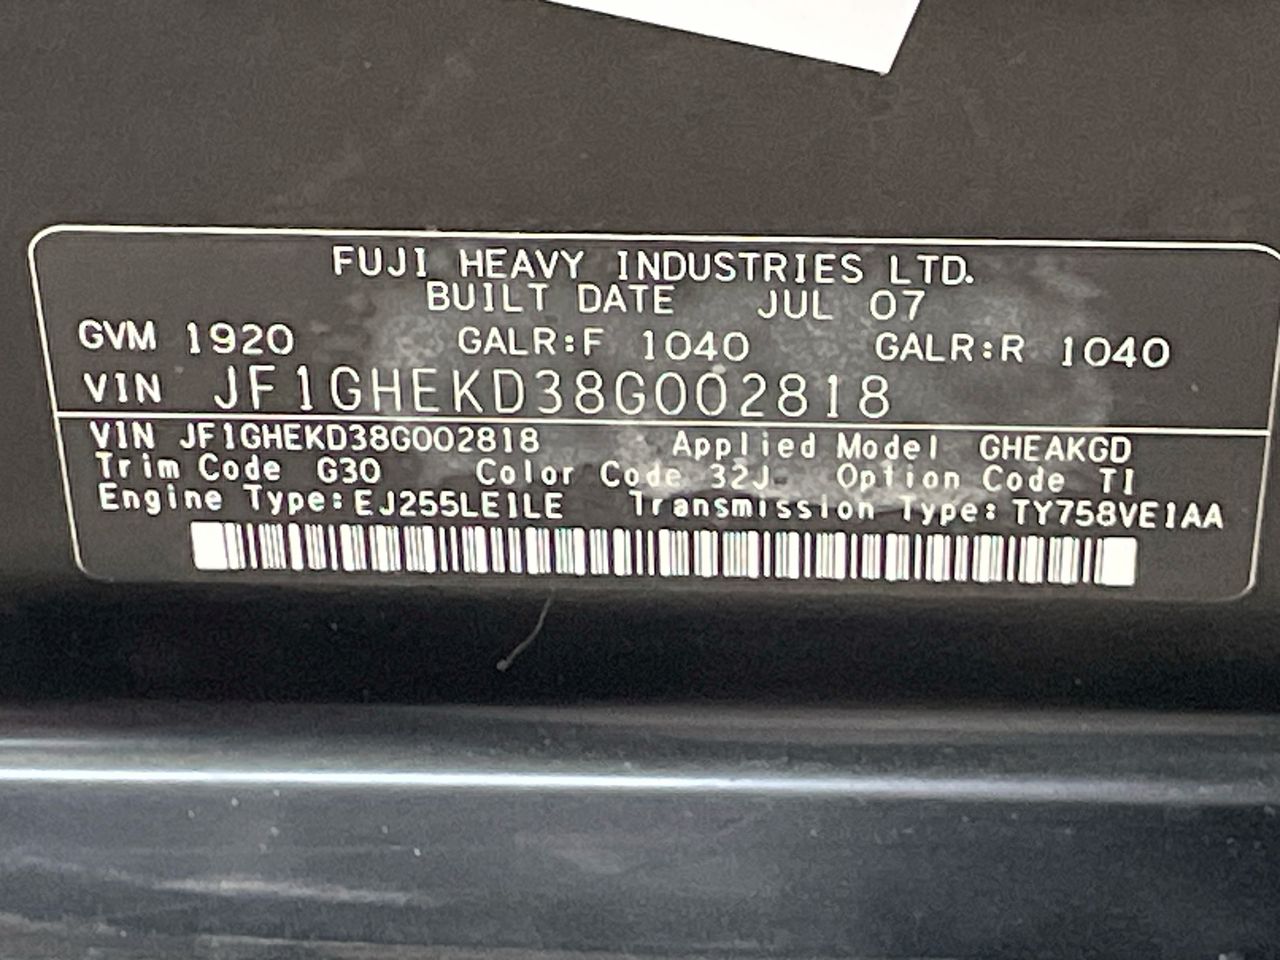 FUJI HEAVY INDUSTRIES LTD.
BUILT DATE JUL 07
GVM 1920 GALR:F 1040 GALR:R 1040
VIN JF1GHEKD38G002818
VIN JF1GHEKD38G002818 Applied Model GHEAKGD
Trim Code G30 Color Code 32J Option Code TI
Engine Type: EJ255LE1LE Transmission Type: TY758VE1AA